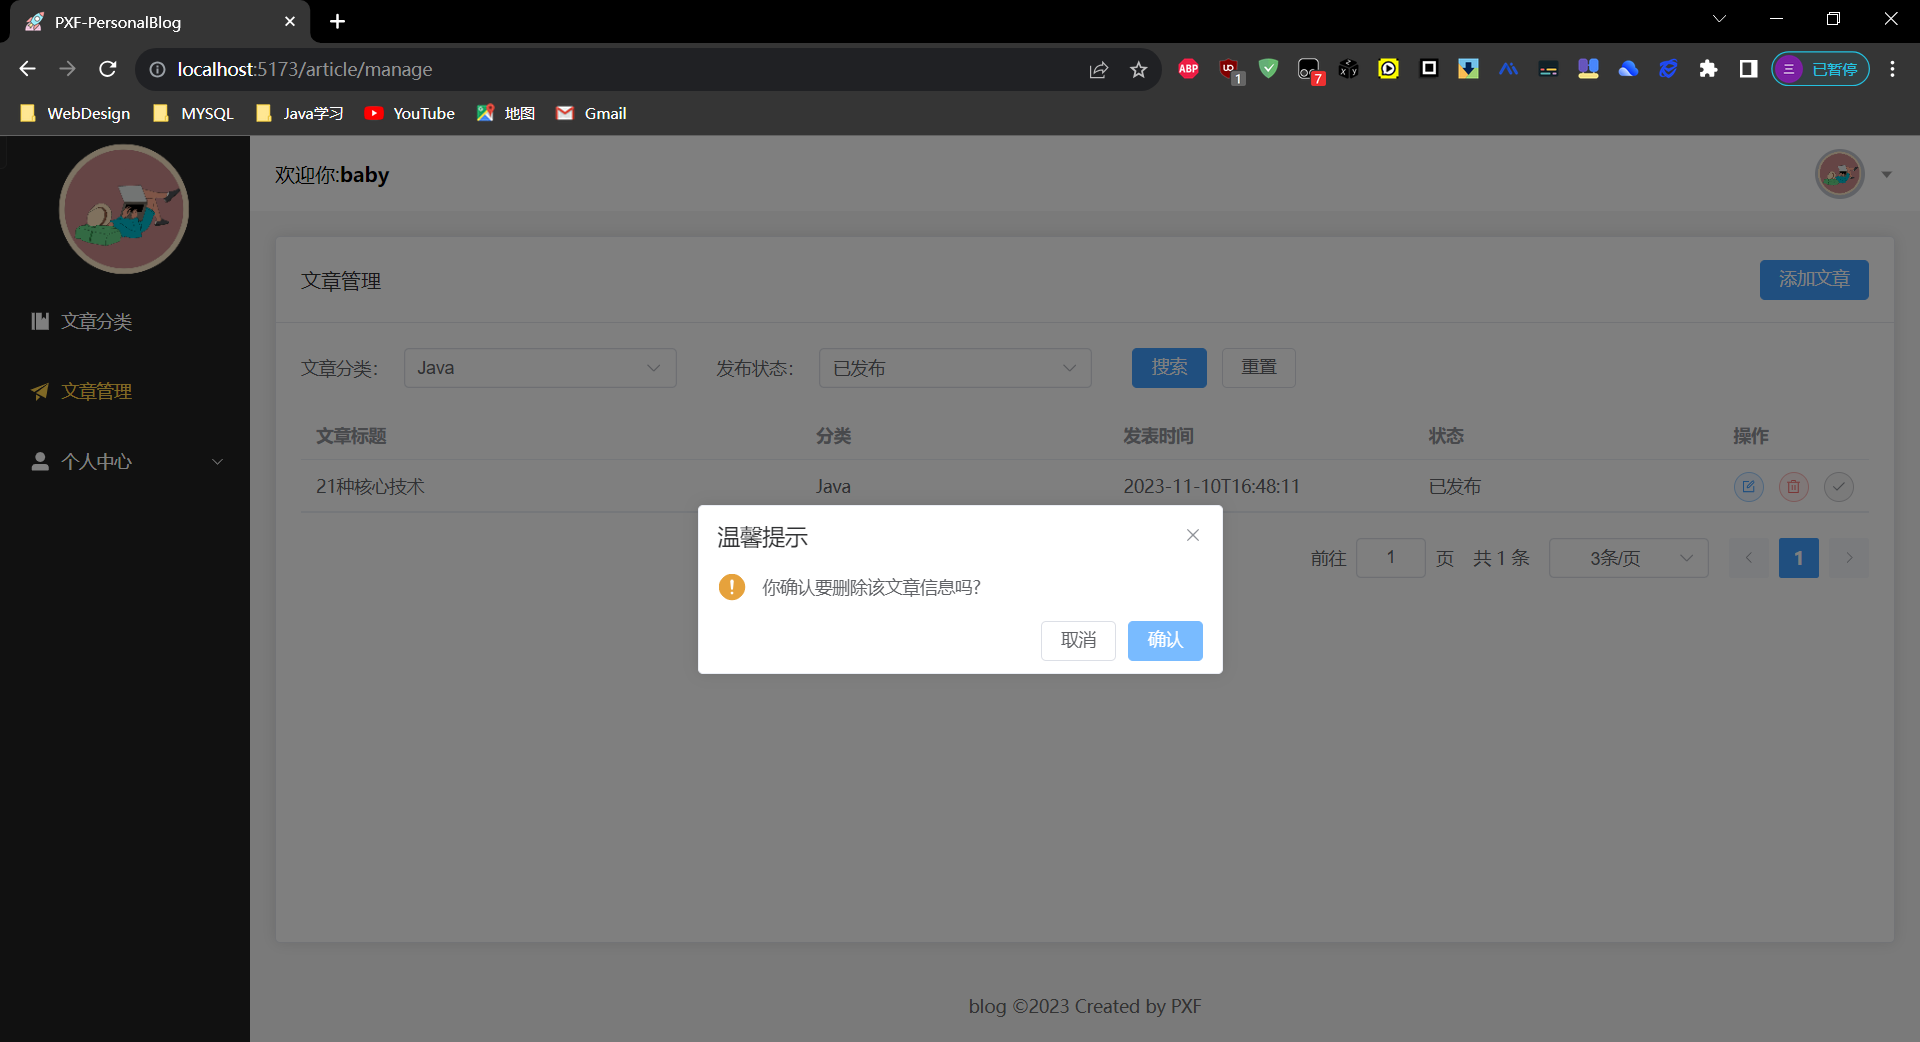 PXF-PersonalBlog
localhost:5173/article/manage
ABP
UO
1
7
三
已暂停
WebDesign
MYSQL
Java学习
YouTube
地图
Gmail
欢迎你:baby
文章分类
文章管理
个人中心
文章管理
添加文章
文章分类:
Java
发布状态:
已发布
搜索
重置
文章标题 分类 发表时间 状态 操作
21种核心技术 Java 2023-11-10T16:48:11 已发布
前往 1 页 共 1 条 3条/页 1
温馨提示
你确认要删除该文章信息吗?
取消
确认
blog ©2023 Created by PXF